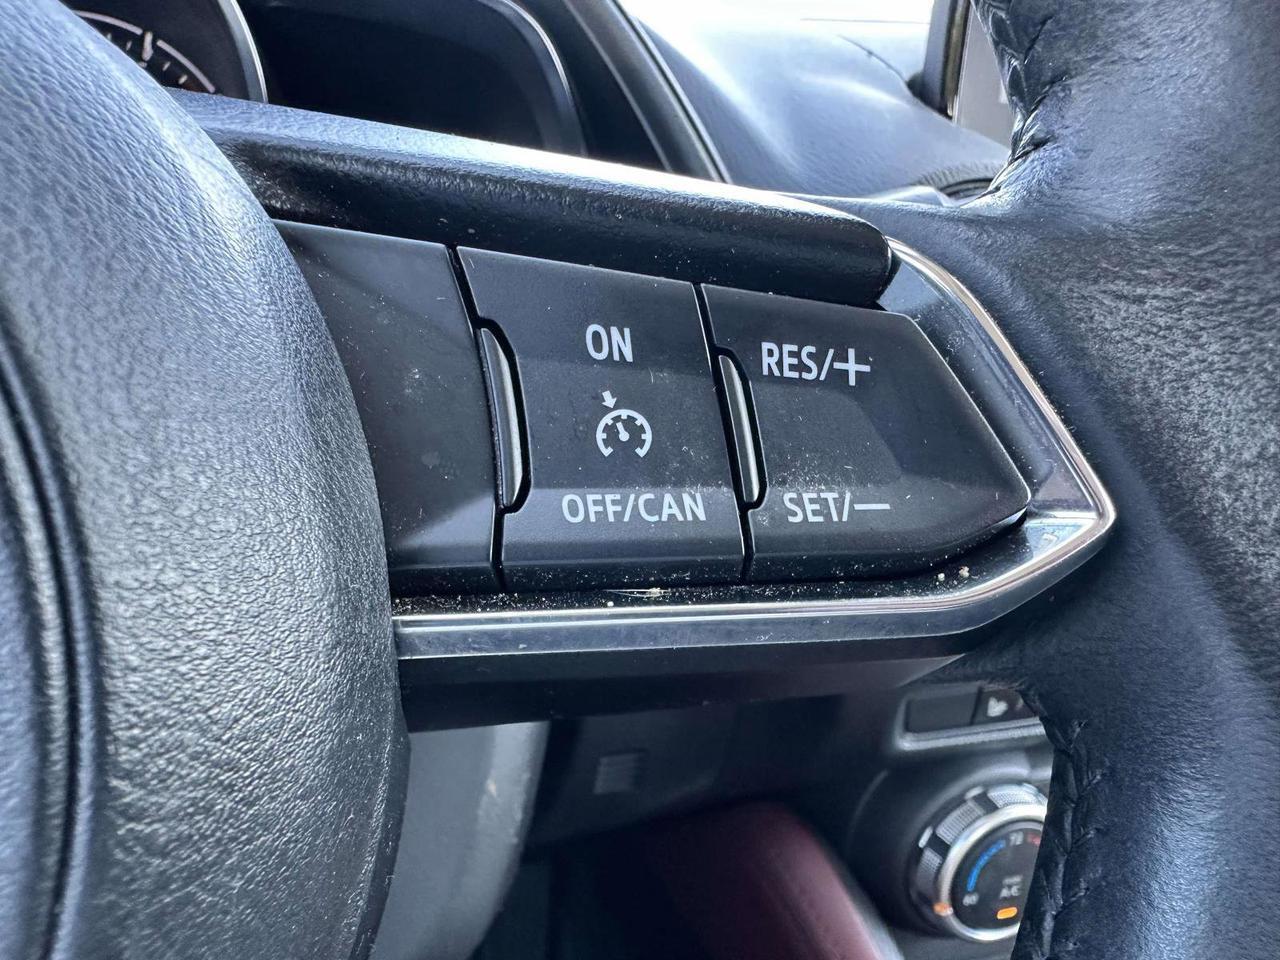 ON
RES/+
OFF/CAN
SET/—
A/C